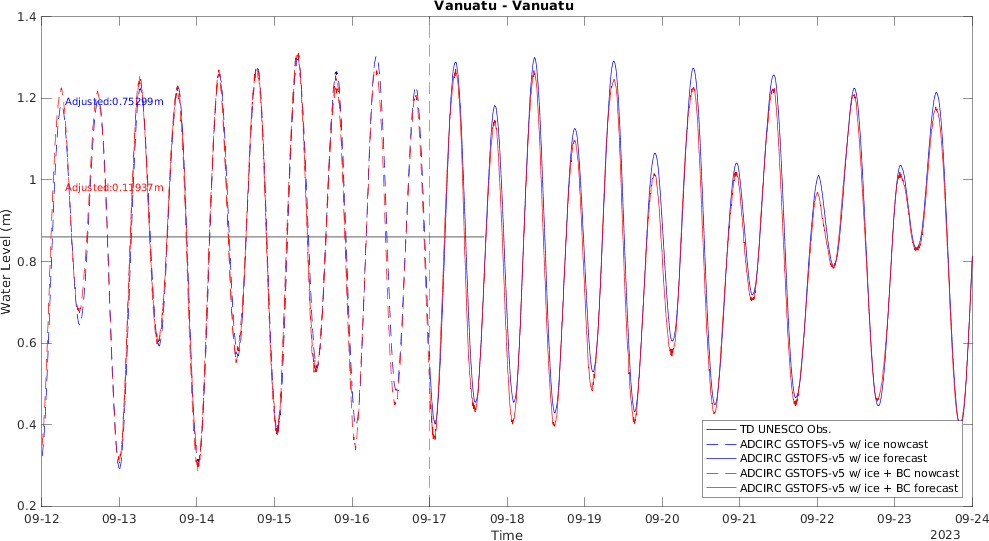 Vanuatu - Vanuatu
1.4
1.2
1
0.8
0.6
0.4
0.2
Water Level (m)
Adjusted:0.75299m
Adjusted:0.11937m
TD UNESCO Obs.
ADCIRC GSTOFS-v5 w/ ice nowcast
ADCIRC GSTOFS-v5 w/ ice forecast
ADCIRC GSTOFS-v5 w/ ice + BC nowcast
ADCIRC GSTOFS-v5 w/ ice + BC forecast
09-12 09-13 09-14 09-15 09-16 09-17 09-18 09-19 09-20 09-21 09-22 09-23 09-24
Time
2023